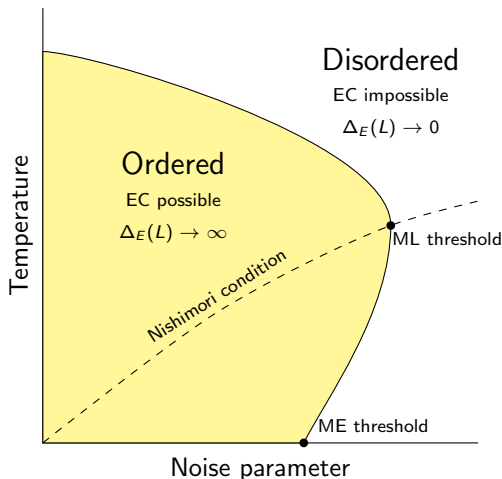 Disordered
EC impossible
Δ_E(L) → 0
Ordered
EC possible
Δ_E(L) → ∞
Nishimori condition
ML threshold
ME threshold
Temperature
Noise parameter